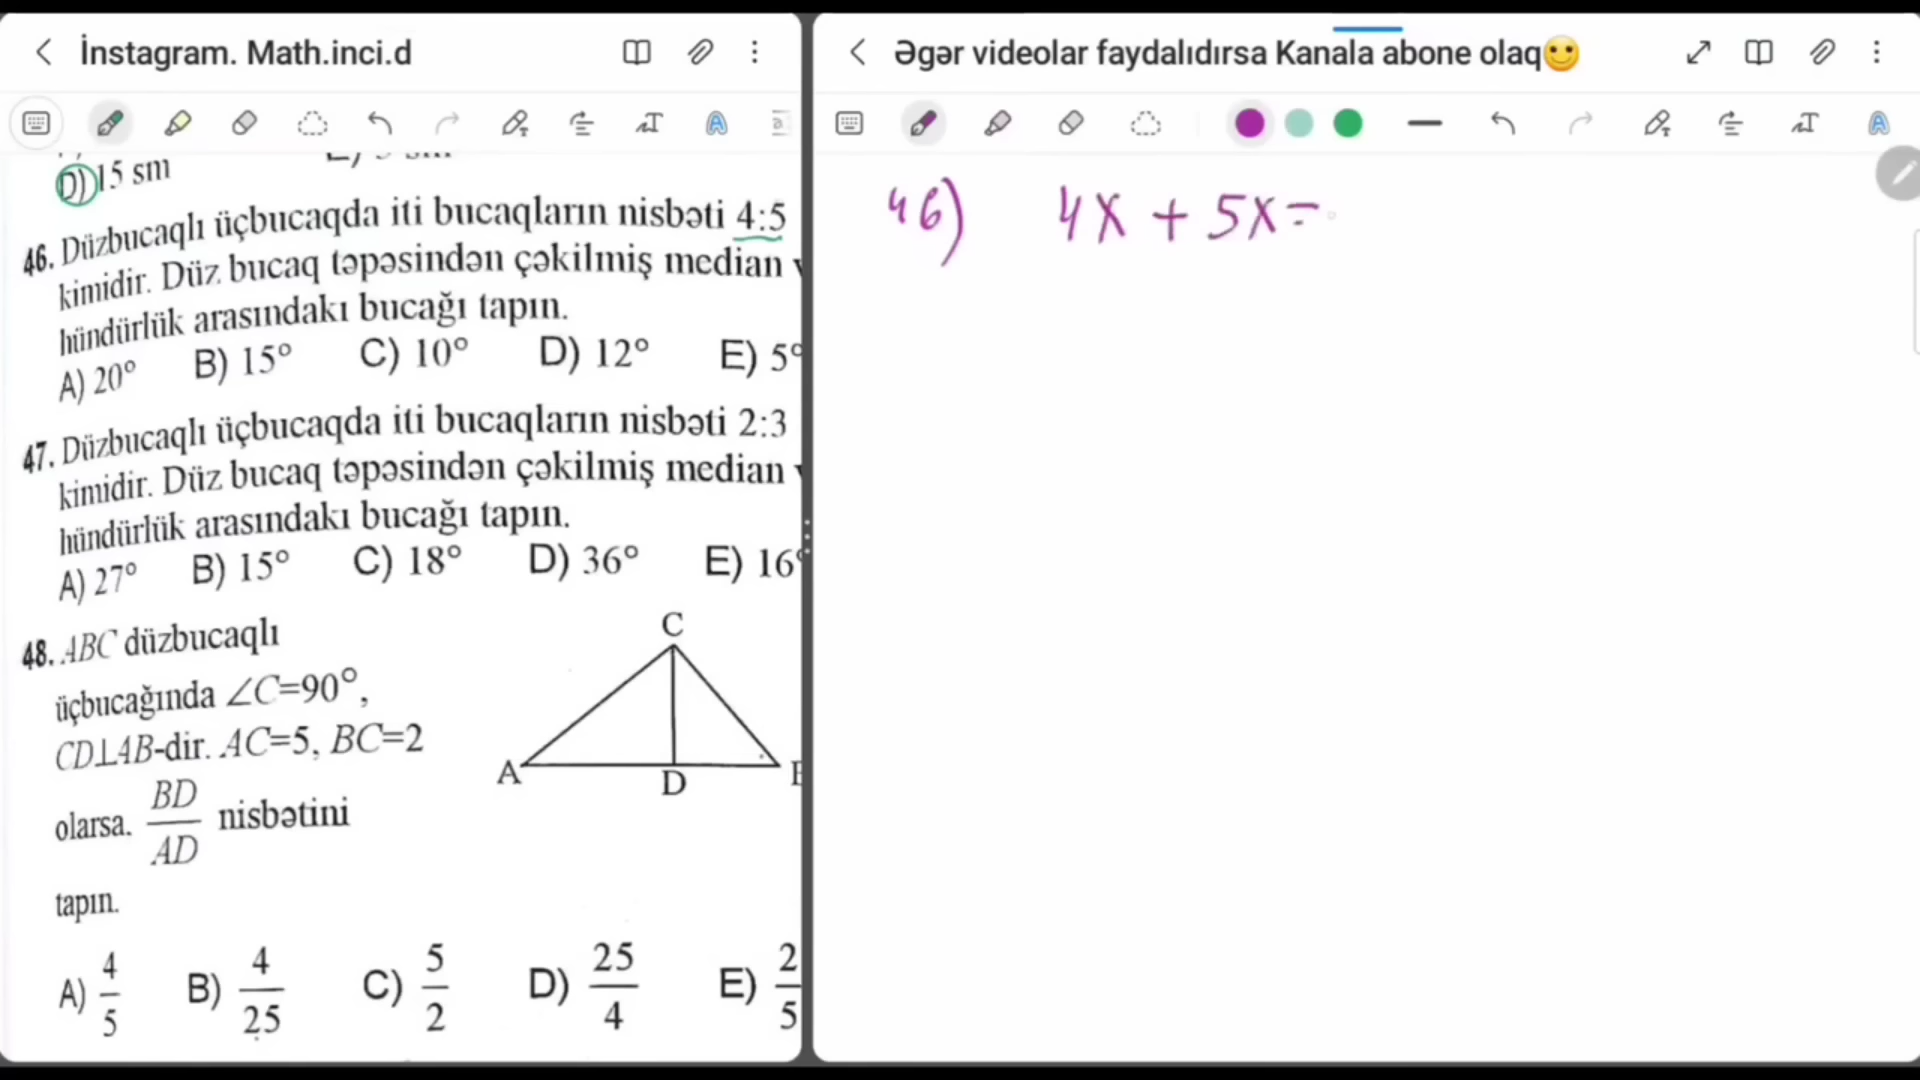 İnstagram. Math.inci.d
D) 15 sm
46. Düzbucaqlı üçbucaqda iti bucaqların nisbəti 4:5
kimidir. Düz bucaq təpəsindən çəkilmiş median
hündürlük arasındakı bucağı tapın.
A) 20° B) 15° C) 10° D) 12° E) 5°
47. Düzbucaqlı üçbucaqda iti bucaqların nisbəti 2:3
kimidir. Düz bucaq təpəsindən çəkilmiş median
hündürlük arasındakı bucağı tapın.
A) 27° B) 15° C) 18° D) 36° E) 16°
48. ABC düzbucaqlı
üçbucağında ∠C=90°,
CD⊥AB-dir. AC=5, BC=2
olarsa. BD/AD nisbətini
tapın.
C
A
D
A) 4/5 B) 4/25 C) 5/2 D) 25/4 E) 2/5
Əgər videolar faydalıdırsa Kanala abone olaq🙂
46) 4x + 5x=